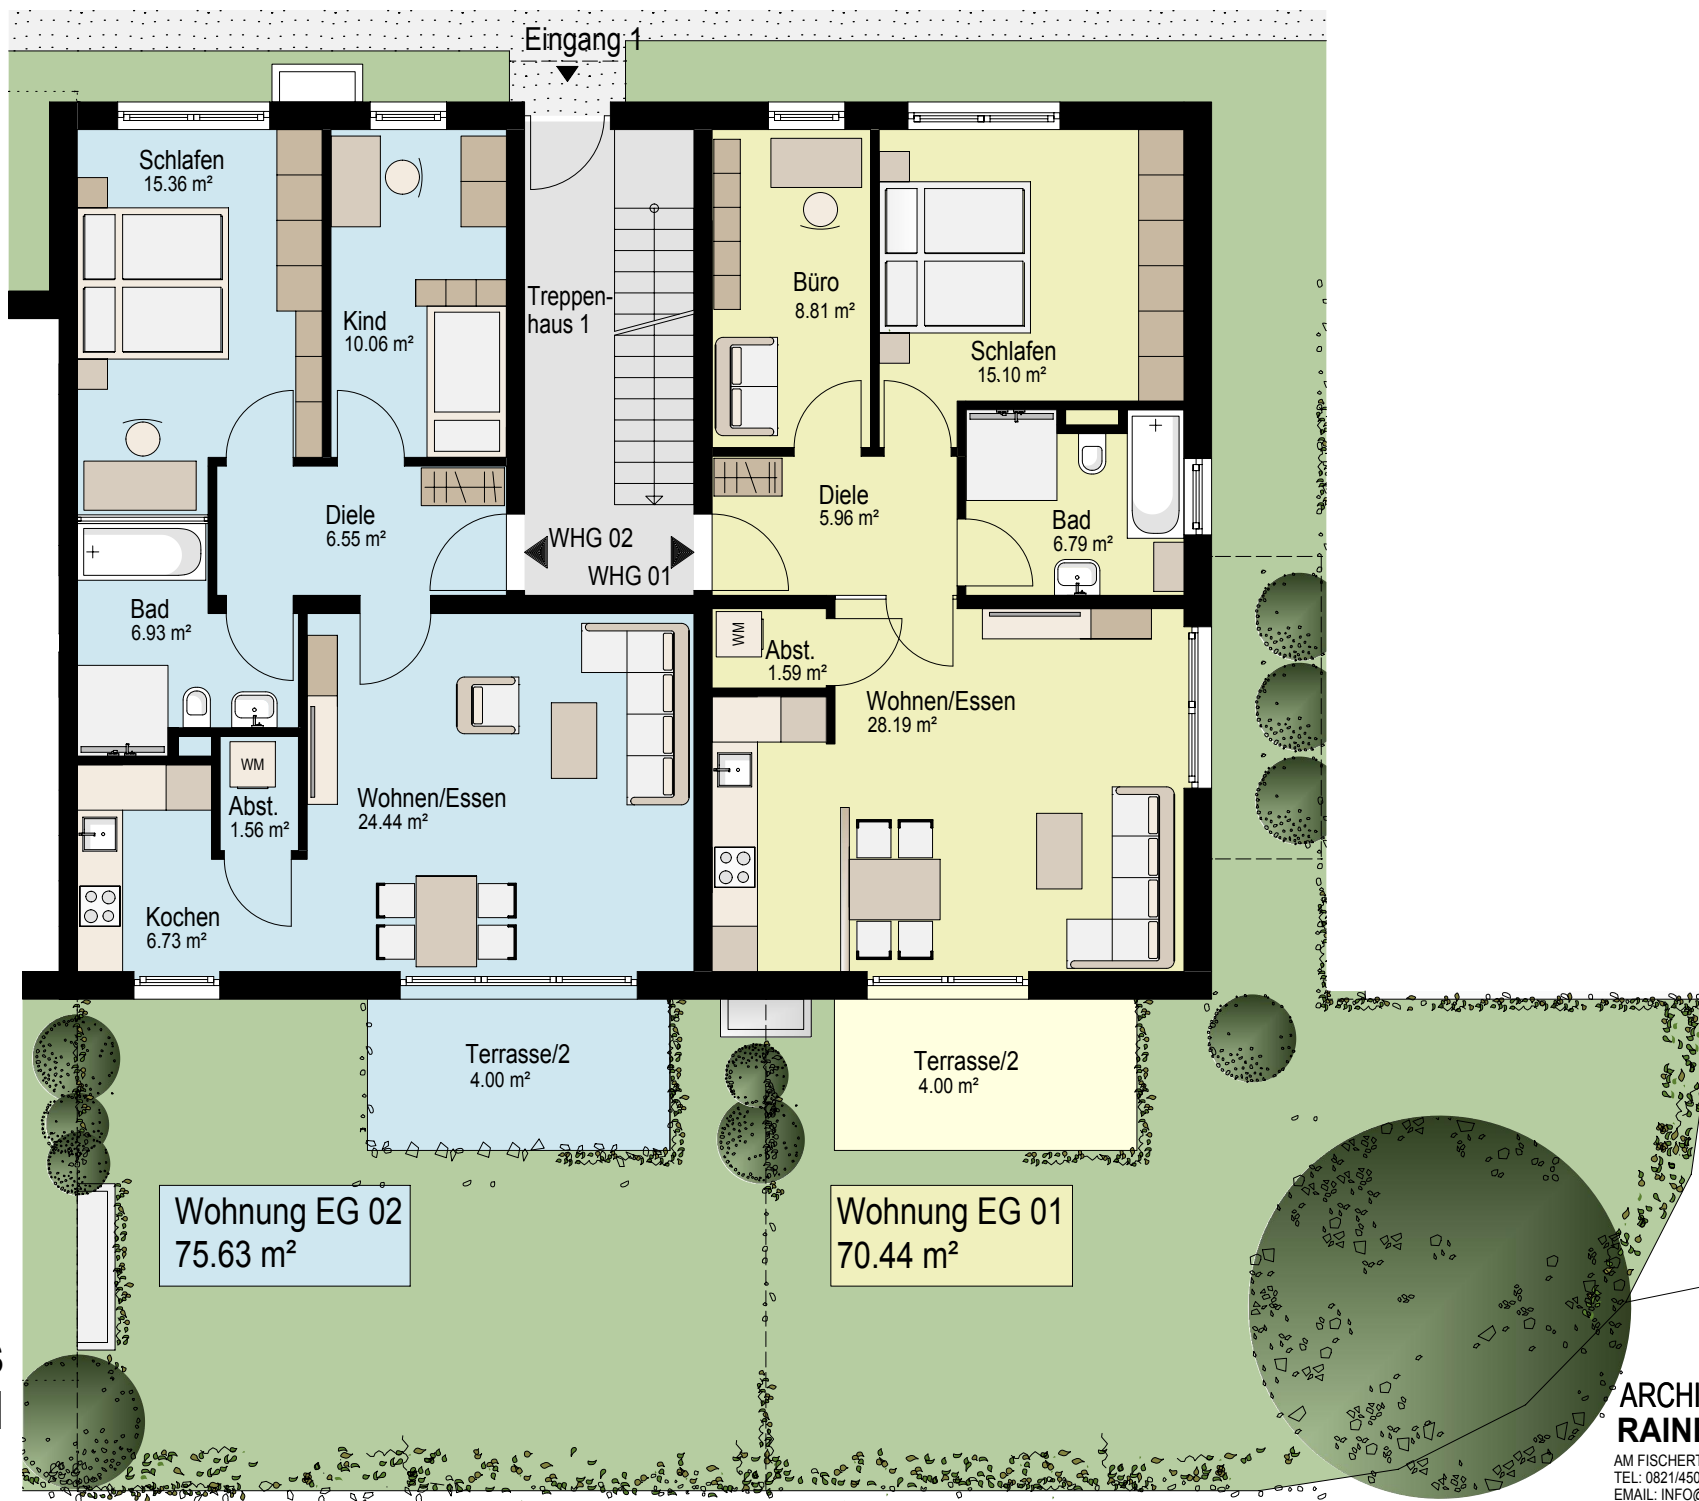 Eingang 1
Schlafen
15.36 m²
Kind
10.06 m²
Treppen-
haus 1
Büro
8.81 m²
Schlafen
15.10 m²
Diele
6.55 m²
WHG 02
WHG 01
Diele
5.96 m²
Bad
6.79 m²
Bad
6.93 m²
WM
Abst.
1.59 m²
Wohnen/Essen
28.19 m²
WM
Abst.
1.56 m²
Wohnen/Essen
24.44 m²
Kochen
6.73 m²
Terrasse/2
4.00 m²
Terrasse/2
4.00 m²
Wohnung EG 02
75.63 m²
Wohnung EG 01
70.44 m²
ARCHI
RAIN
AM FISCHERT
TEL: 0821/450
EMAIL: INFO@